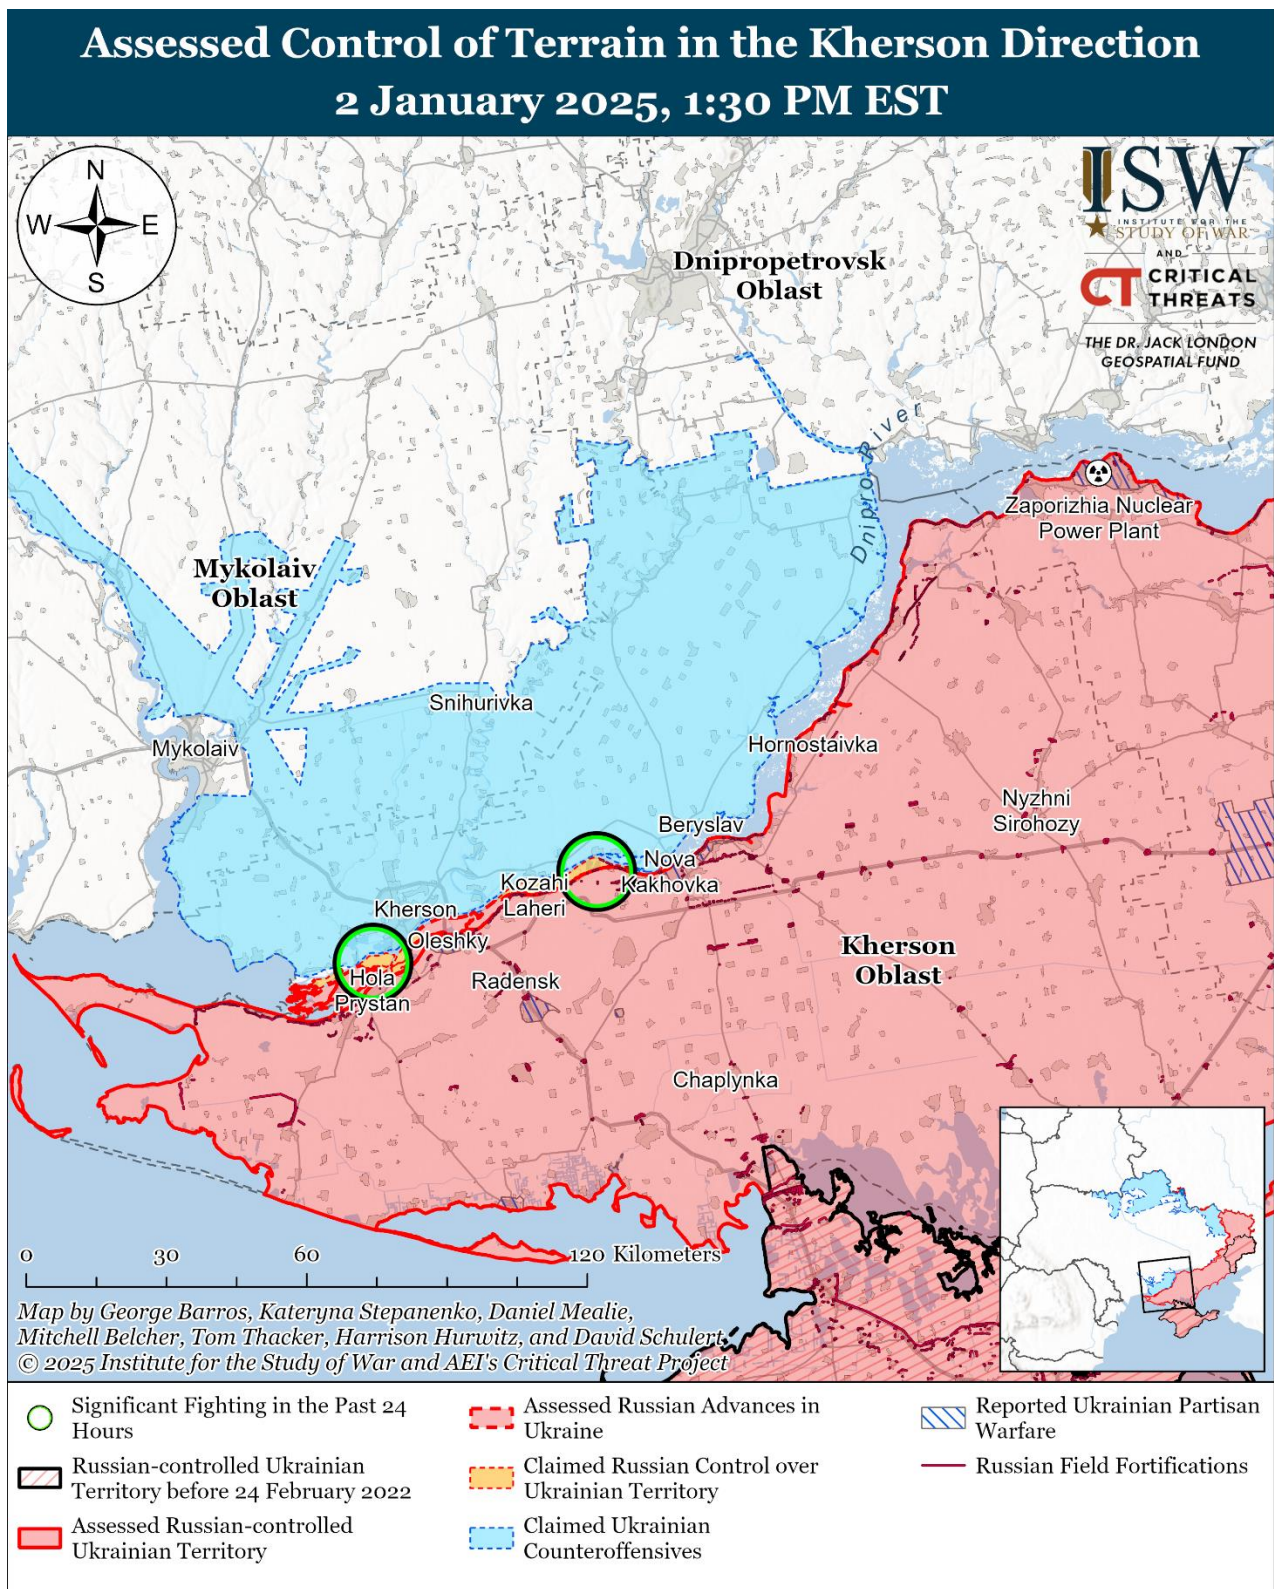 Assessed Control of Terrain in the Kherson Direction
2 January 2025, 1:30 PM EST
N
W E
S
ISW
INSTITUTE FOR THE
STUDY OF WAR
AND
CT CRITICAL
THREATS
THE DR. JACK LONDON
GEOSPATIAL FUND
Dnipropetrovsk
Oblast
Dnipro River
Zaporizhia Nuclear
Power Plant
Mykolaiv
Oblast
Snihurivka
Mykolaiv
Hornostaivka
Nyzhni
Sirohozy
Beryslav
Nova
Kakhovka
Kozahi
Laheri
Kherson
Oleshky
Kherson
Oblast
Hola
Prystan
Radensk
Chaplynka
0 30 60 120 Kilometers
Map by George Barros, Kateryna Stepanenko, Daniel Mealie,
Mitchell Belcher, Tom Thacker, Harrison Hurwitz, and David Schulert
© 2025 Institute for the Study of War and AEI's Critical Threat Project
Significant Fighting in the Past 24
Hours
Russian-controlled Ukrainian
Territory before 24 February 2022
Assessed Russian-controlled
Ukrainian Territory
Assessed Russian Advances in
Ukraine
Claimed Russian Control over
Ukrainian Territory
Claimed Ukrainian
Counteroffensives
Reported Ukrainian Partisan
Warfare
Russian Field Fortifications